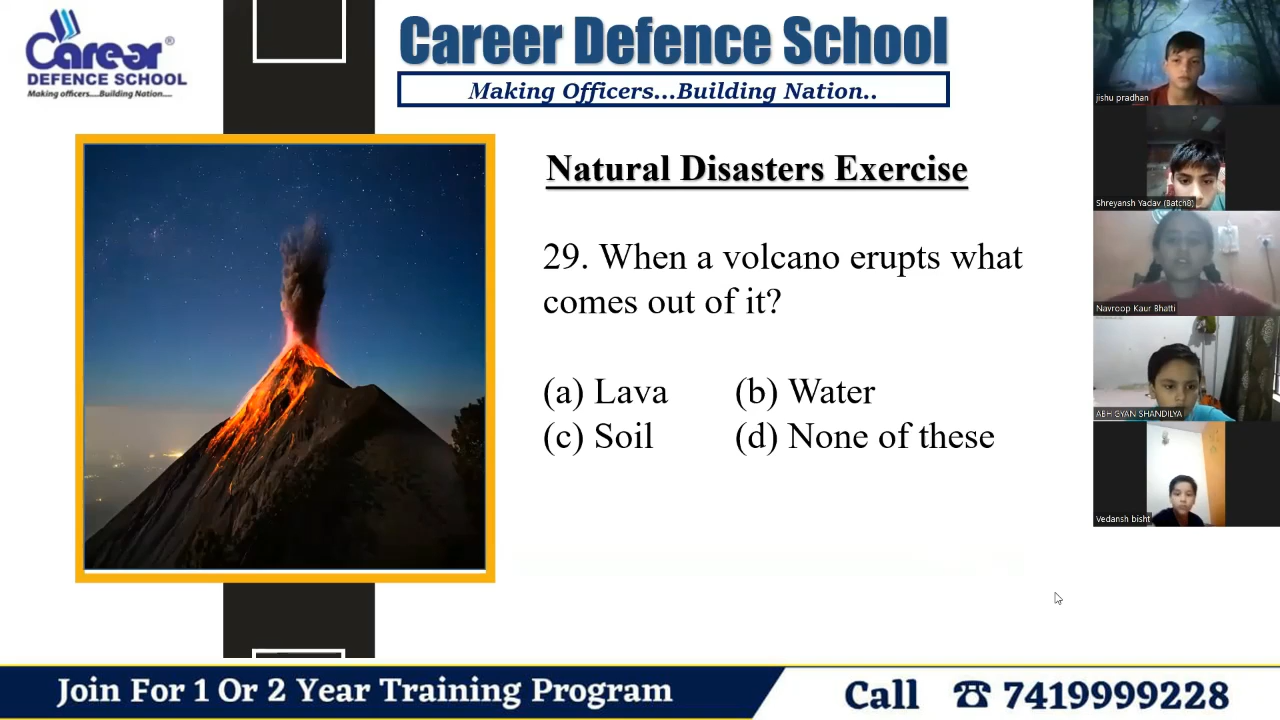 Career®
DEFENCE SCHOOL
Making officers....Building Nation....
Career Defence School
Making Officers...Building Nation..
Natural Disasters Exercise
29. When a volcano erupts what
comes out of it?
(a) Lava (b) Water
(c) Soil (d) None of these
jishu pradhan
Shreyansh Yadav (Batch8)
Navroop Kaur Bhatti
ABHIGYAN SHANDILYA
Vedansh bisht
Join For 1 Or 2 Year Training Program
Call ☎ 7419999228